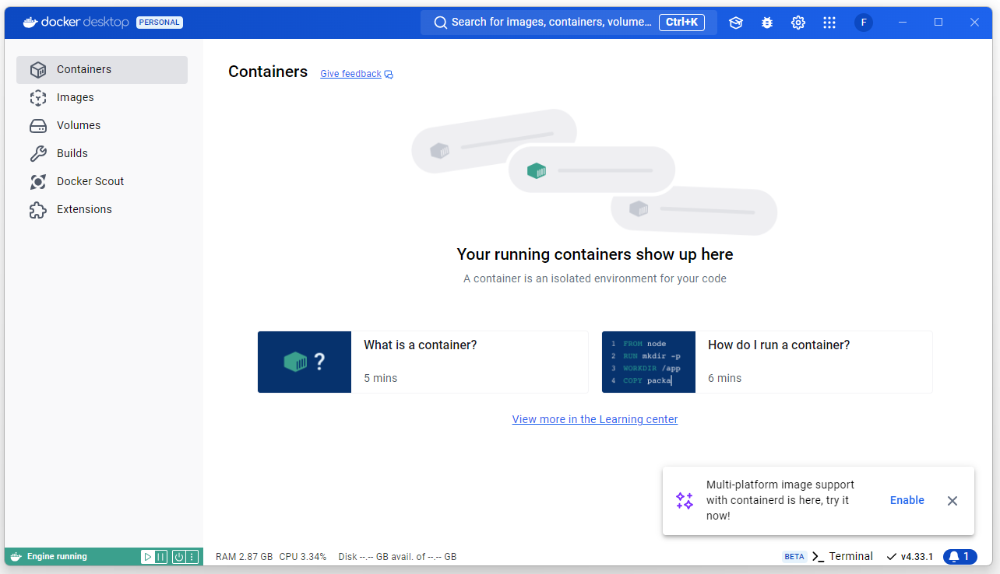 docker desktop PERSONAL
Search for images, containers, volume... Ctrl+K
F
Containers
Images
Volumes
Builds
Docker Scout
Extensions
Containers Give feedback
Your running containers show up here
A container is an isolated environment for your code
?
What is a container?
5 mins
1 FROM node
2 RUN mkdir -p
3 WORKDIR /app
4 COPY packa
How do I run a container?
6 mins
View more in the Learning center
Multi-platform image support
with containerd is here, try it
now!
Enable
Engine running
RAM 2.87 GB CPU 3.34% Disk --.-- GB avail. of --.-- GB
BETA >_ Terminal v4.33.1 1